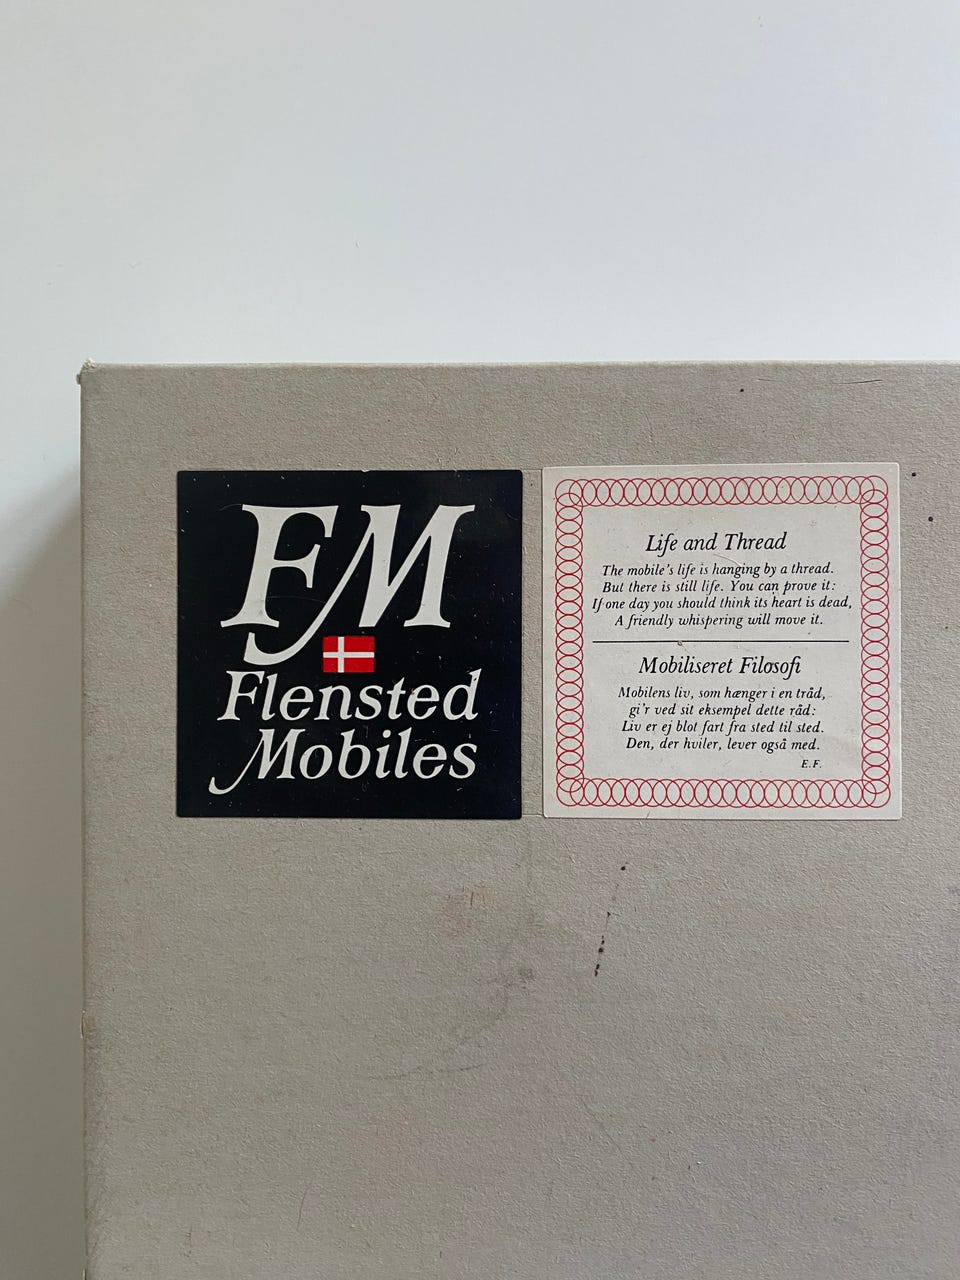 FM
Flensted
Mobiles
Life and Thread
The mobile's life is hanging by a thread.
But there is still life. You can prove it:
If one day you should think its heart is dead,
A friendly whispering will move it.
Mobiliseret Filosofi
Mobilens liv, som hænger i en tråd,
gi'r ved sit eksempel dette råd:
Liv er ej blot fart fra sted til sted.
Den, der hviler, lever også med.
E.F.